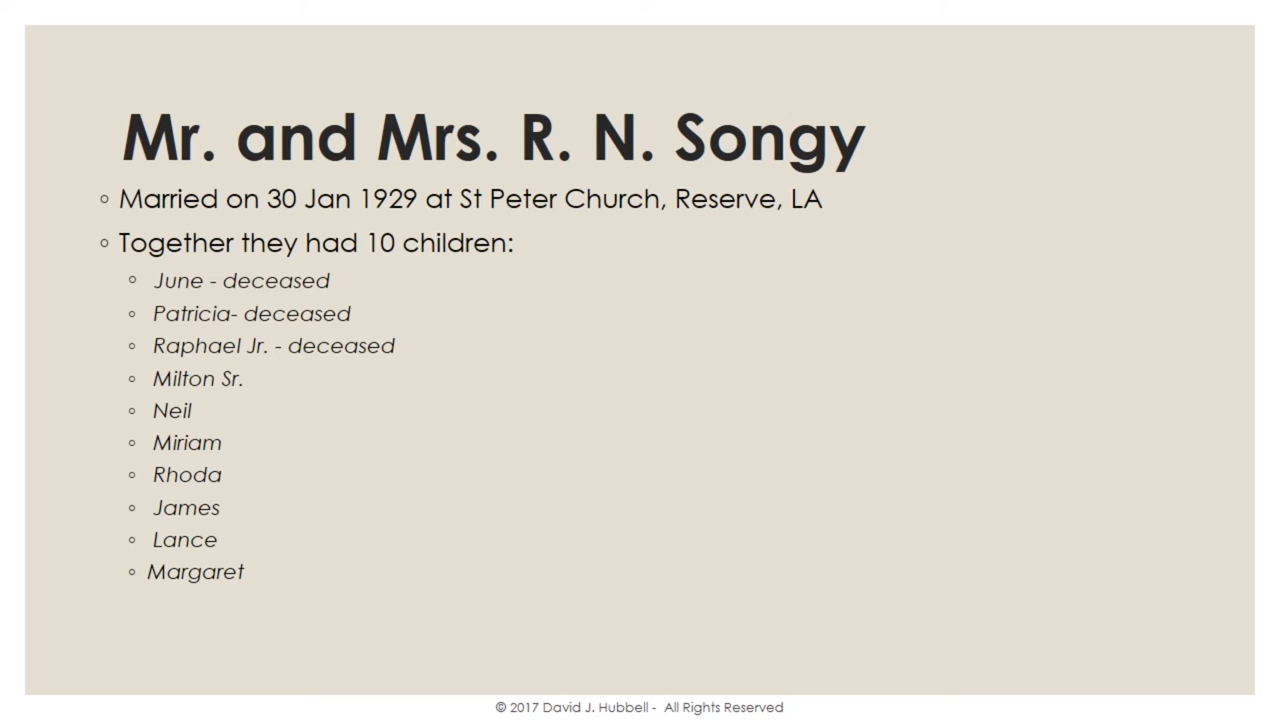 Mr. and Mrs. R. N. Songy
◦ Married on 30 Jan 1929 at St Peter Church, Reserve, LA
◦ Together they had 10 children:
◦ June - deceased
◦ Patricia- deceased
◦ Raphael Jr. - deceased
◦ Milton Sr.
◦ Neil
◦ Miriam
◦ Rhoda
◦ James
◦ Lance
◦ Margaret
© 2017 David J. Hubbell - All Rights Reserved